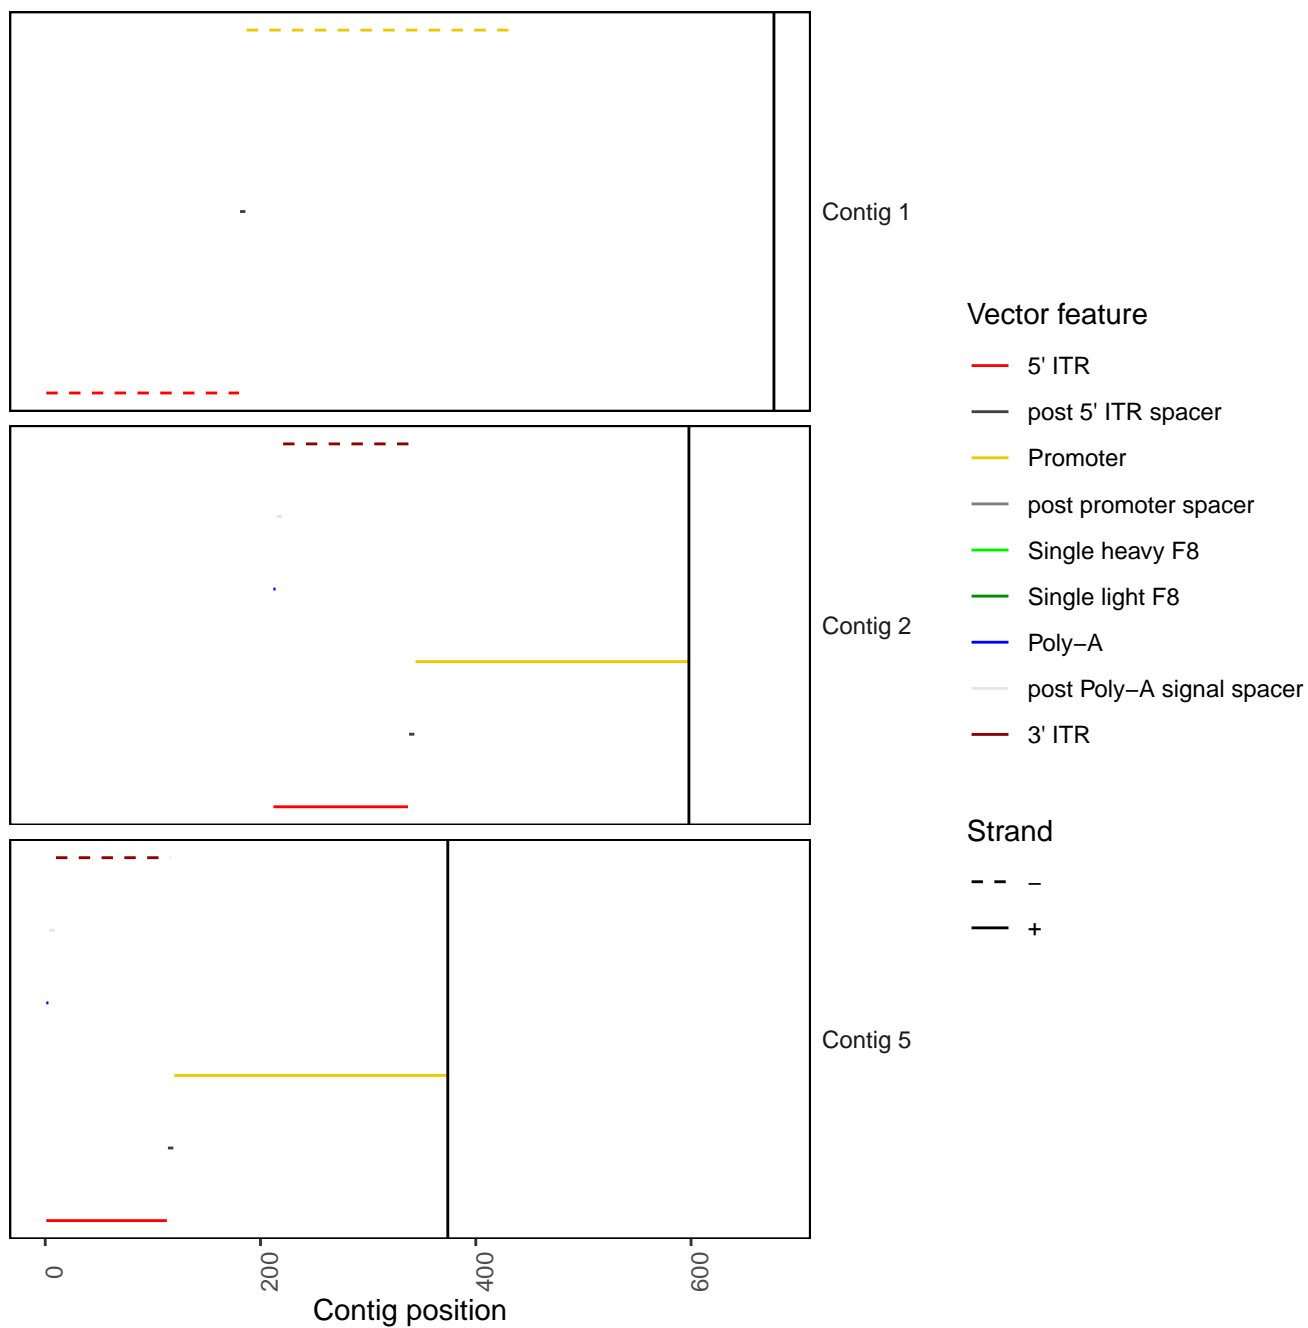 Contig 1
Contig 2
Contig 5
0
200
400
600
Contig position
Vector feature
5' ITR
post 5' ITR spacer
Promoter
post promoter spacer
Single heavy F8
Single light F8
Poly−A
post Poly−A signal spacer
3' ITR
Strand
−
+